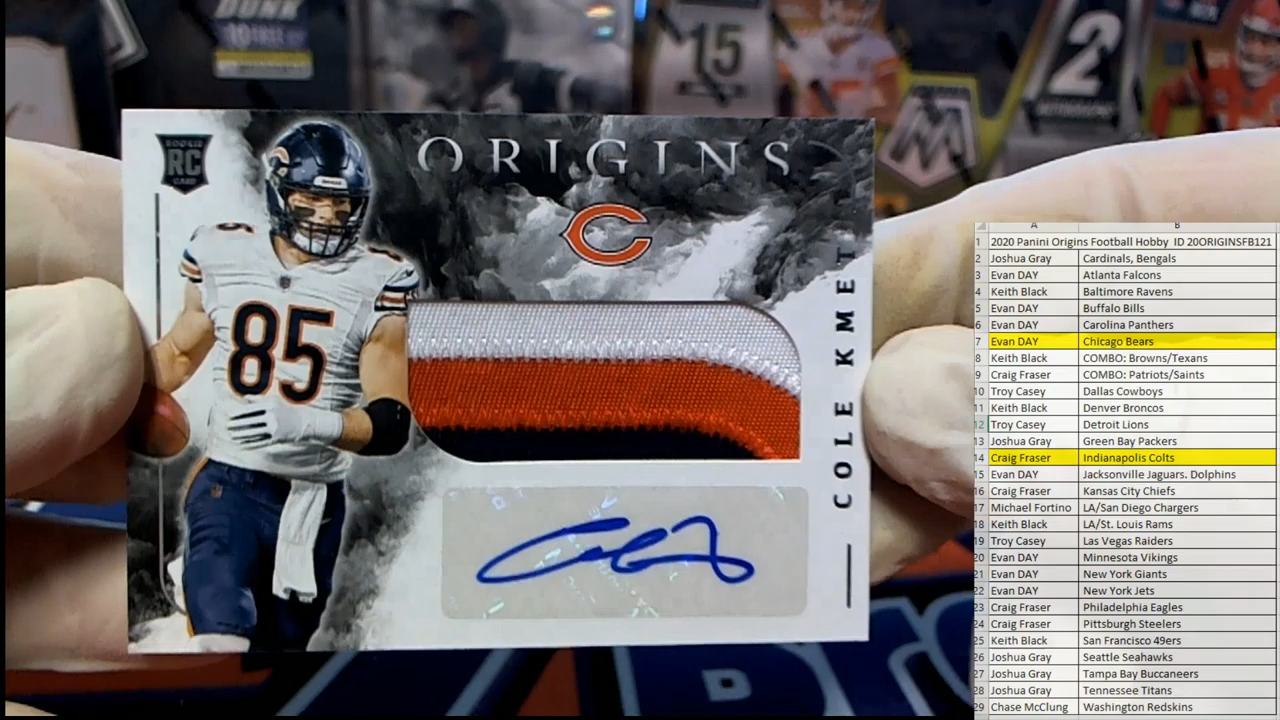 DUNK
15
2
AUTOGRAPHS
ROOKIE
RC
CARD
ORIGINS
85
COLE KMET
A B
1 2020 Panini Origins Football Hobby ID 20ORIGINSFB121
2 Joshua Gray Cardinals, Bengals
3 Evan DAY Atlanta Falcons
4 Keith Black Baltimore Ravens
5 Evan DAY Buffalo Bills
6 Evan DAY Carolina Panthers
7 Evan DAY Chicago Bears
8 Keith Black COMBO: Browns/Texans
9 Craig Fraser COMBO: Patriots/Saints
10 Troy Casey Dallas Cowboys
11 Keith Black Denver Broncos
12 Troy Casey Detroit Lions
13 Joshua Gray Green Bay Packers
14 Craig Fraser Indianapolis Colts
15 Evan DAY Jacksonville Jaguars. Dolphins
16 Craig Fraser Kansas City Chiefs
17 Michael Fortino LA/San Diego Chargers
18 Keith Black LA/St. Louis Rams
19 Troy Casey Las Vegas Raiders
20 Evan DAY Minnesota Vikings
21 Evan DAY New York Giants
22 Evan DAY New York Jets
23 Craig Fraser Philadelphia Eagles
24 Craig Fraser Pittsburgh Steelers
25 Keith Black San Francisco 49ers
26 Joshua Gray Seattle Seahawks
27 Joshua Gray Tampa Bay Buccaneers
28 Joshua Gray Tennessee Titans
29 Chase McClung Washington Redskins